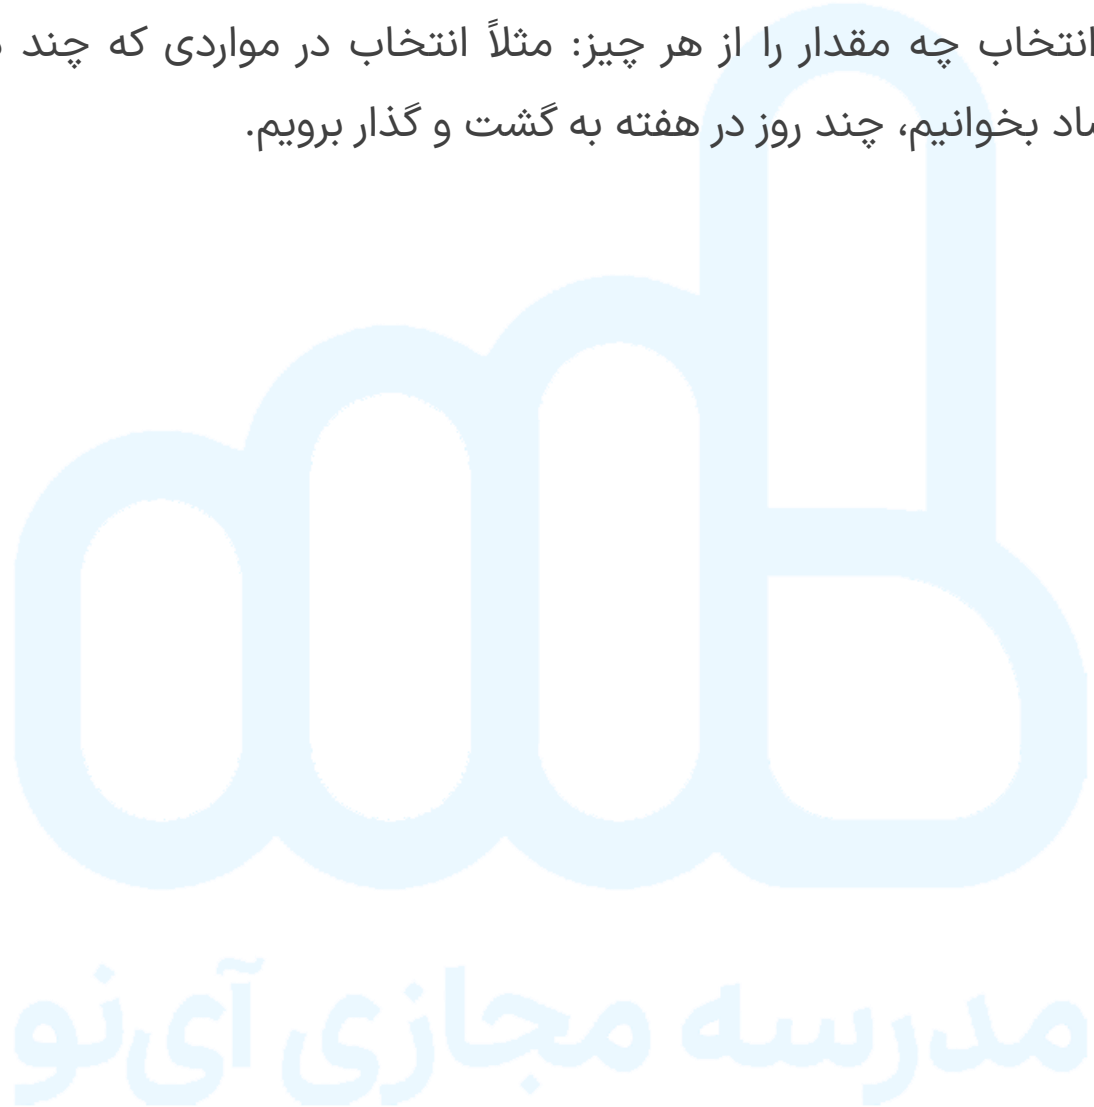 انتخاب چه مقدار را از هر چیز: مثلاً انتخاب در مواردی که چند
بخوانیم، چند روز در هفته به گشت و گذار برویم.
مدرسه مجازی آی‌نو